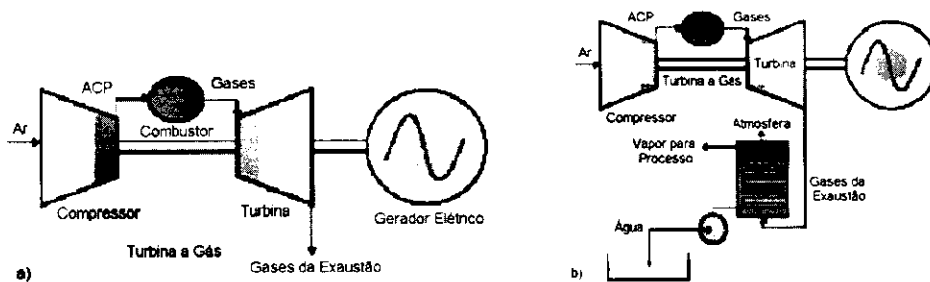 ACP
Gases
Ar
Combustor
Compressor
Turbina
Gerador Elétrico
Turbina a Gás
Gases da Exaustão
a)
ACP
Gases
Ar
Turbina
Turbina a Gás
Compressor
Atmosfera
Vapor para
Processo
Gases da
Exaustão
Água
b)